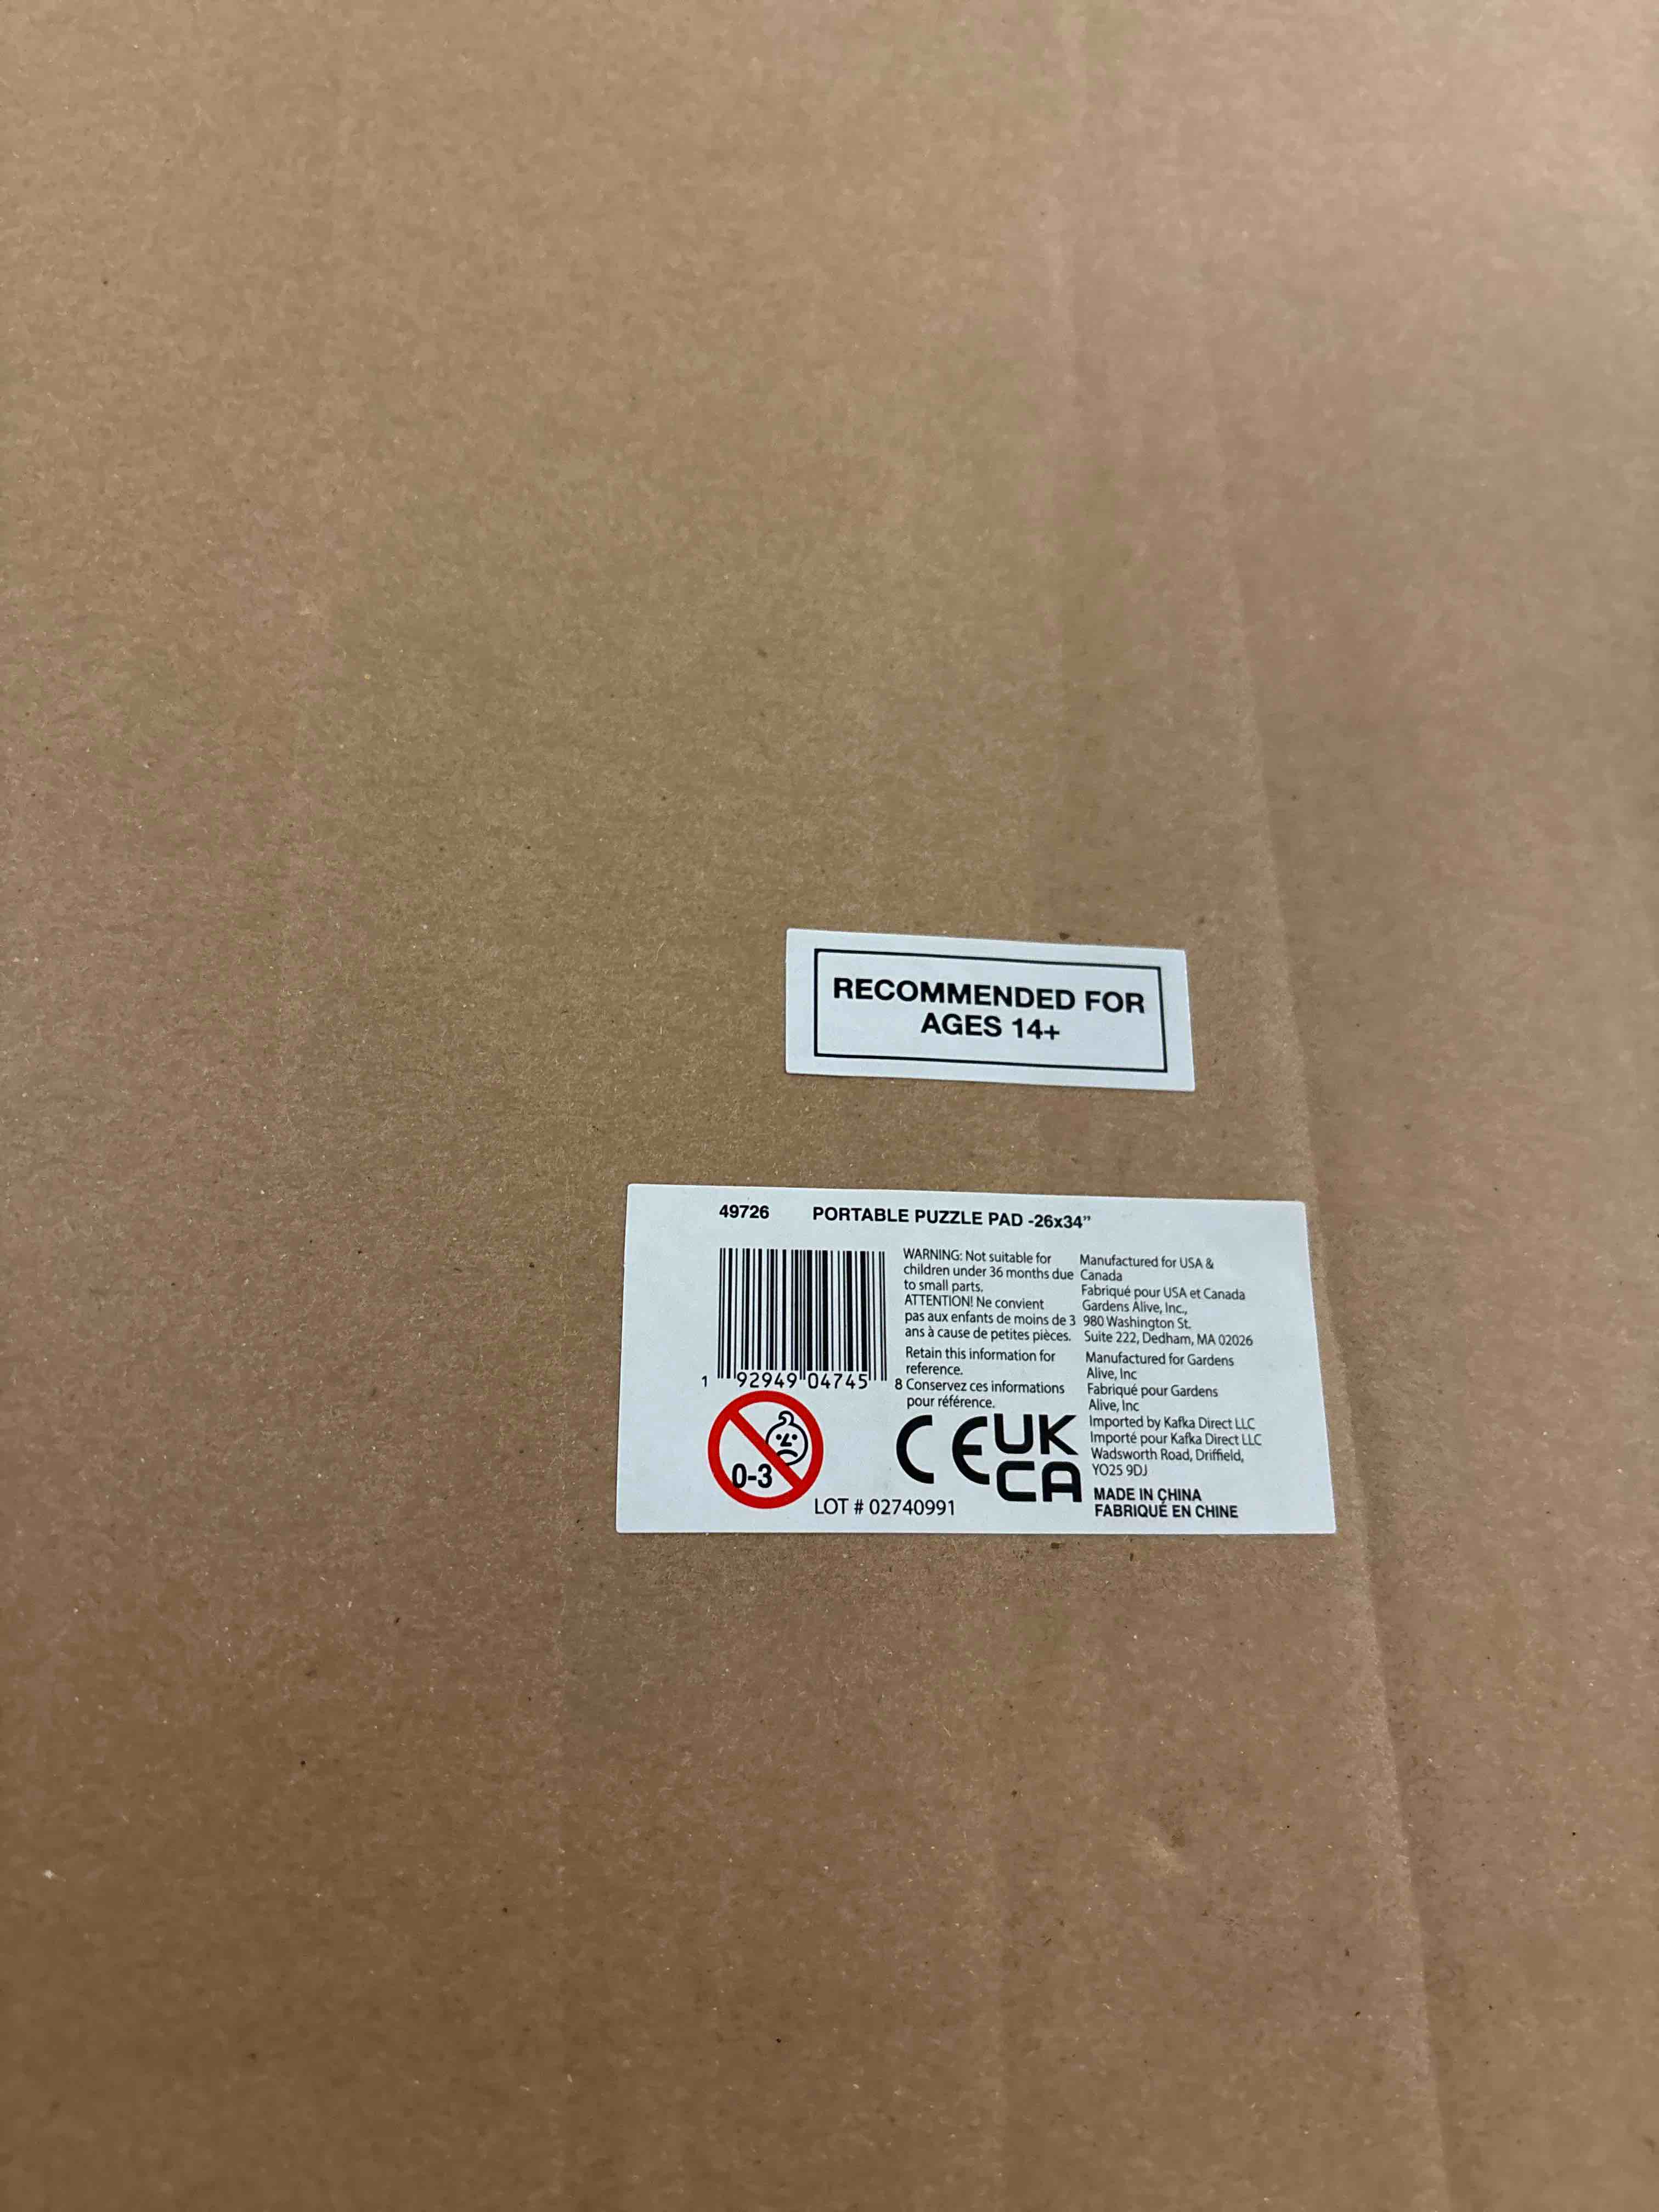 RECOMMENDED FOR
AGES 14+
49726 PORTABLE PUZZLE PAD -26x34”
WARNING: Not suitable for
children under 36 months due
to small parts.
ATTENTION! Ne convient
pas aux enfants de moins de 3
ans à cause de petites pièces.
Retain this information for
reference.
Conservez ces informations
pour référence.
1 92949 04745 8
0-3
CE
UK
CA
LOT # 02740991
Manufactured for USA &
Canada
Fabriqué pour USA et Canada
Gardens Alive, Inc.,
980 Washington St.
Suite 222, Dedham, MA 02026
Manufactured for Gardens
Alive, Inc
Fabriqué pour Gardens
Alive, Inc
Imported by Kafka Direct LLC
Importé pour Kafka Direct LLC
Wadsworth Road, Driffield,
YO25 9DJ
MADE IN CHINA
FABRIQUÉ EN CHINE